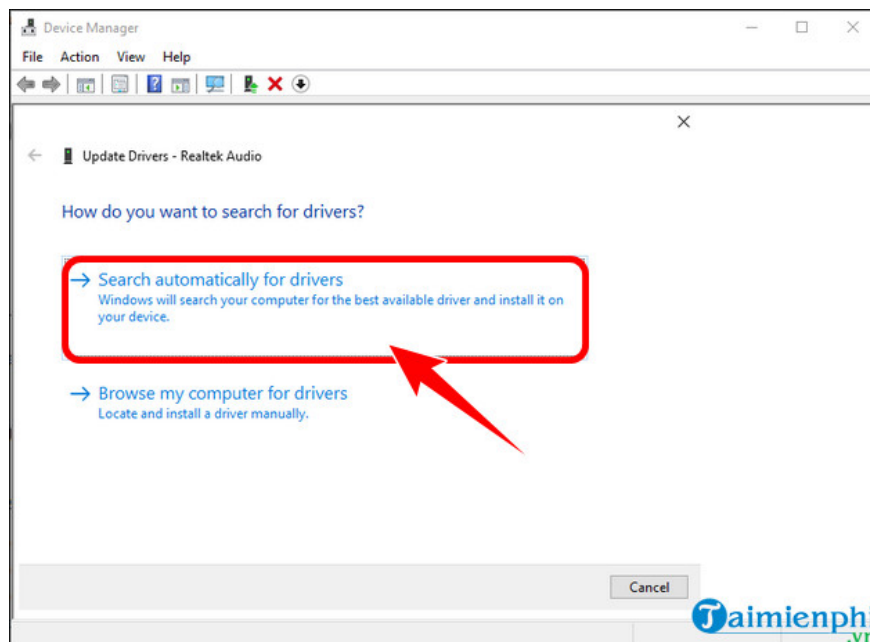 Device Manager
File Action View Help
Update Drivers - Realtek Audio
How do you want to search for drivers?
Search automatically for drivers
Windows will search your computer for the best available driver and install it on
your device.
Browse my computer for drivers
Locate and install a driver manually.
Cancel
Taimienphi
.vn